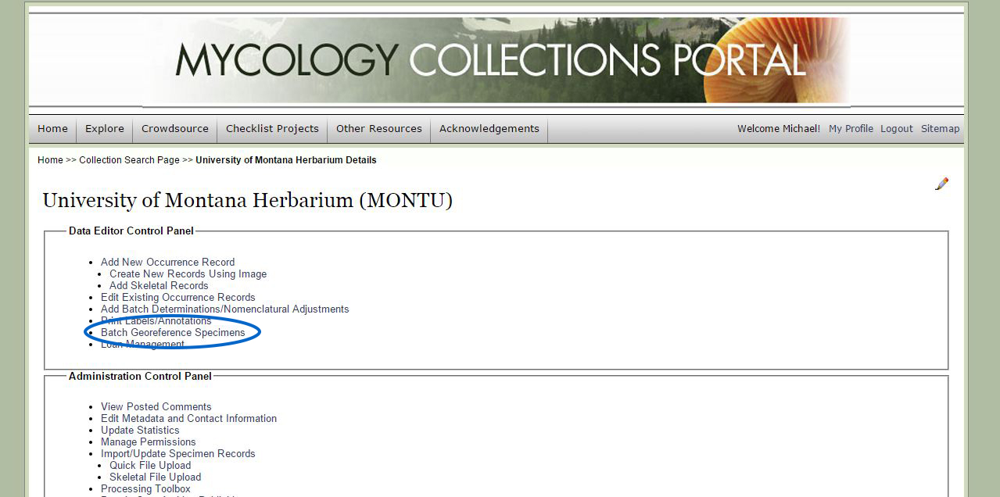 MYCOLOGY COLLECTIONS PORTAL
Home Explore Crowdsource Checklist Projects Other Resources Acknowledgements Welcome Michael! My Profile Logout Sitemap
Home >> Collection Search Page >> University of Montana Herbarium Details
University of Montana Herbarium (MONTU)
Data Editor Control Panel
Add New Occurrence Record
Create New Records Using Image
Add Skeletal Records
Edit Existing Occurrence Records
Add Batch Determinations/Nomenclatural Adjustments
Print Labels/Annotations
Batch Georeference Specimens
Loan Management
Administration Control Panel
View Posted Comments
Edit Metadata and Contact Information
Update Statistics
Manage Permissions
Import/Update Specimen Records
Quick File Upload
Skeletal File Upload
Processing Toolbox